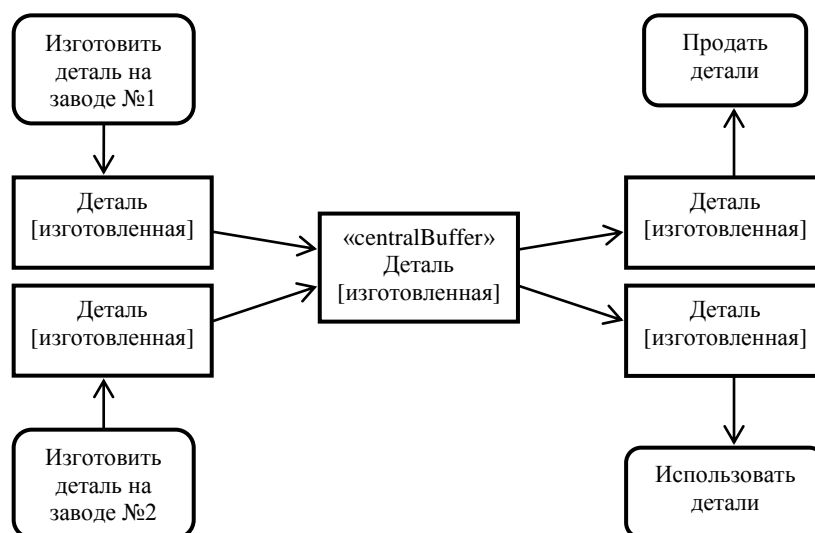 Изготовить
деталь на
заводе №1
Продать
детали
Деталь
[изготовленная]
«centralBuffer»
Деталь
[изготовленная]
Деталь
[изготовленная]
Деталь
[изготовленная]
Деталь
[изготовленная]
Изготовить
деталь на
заводе №2
Использовать
детали